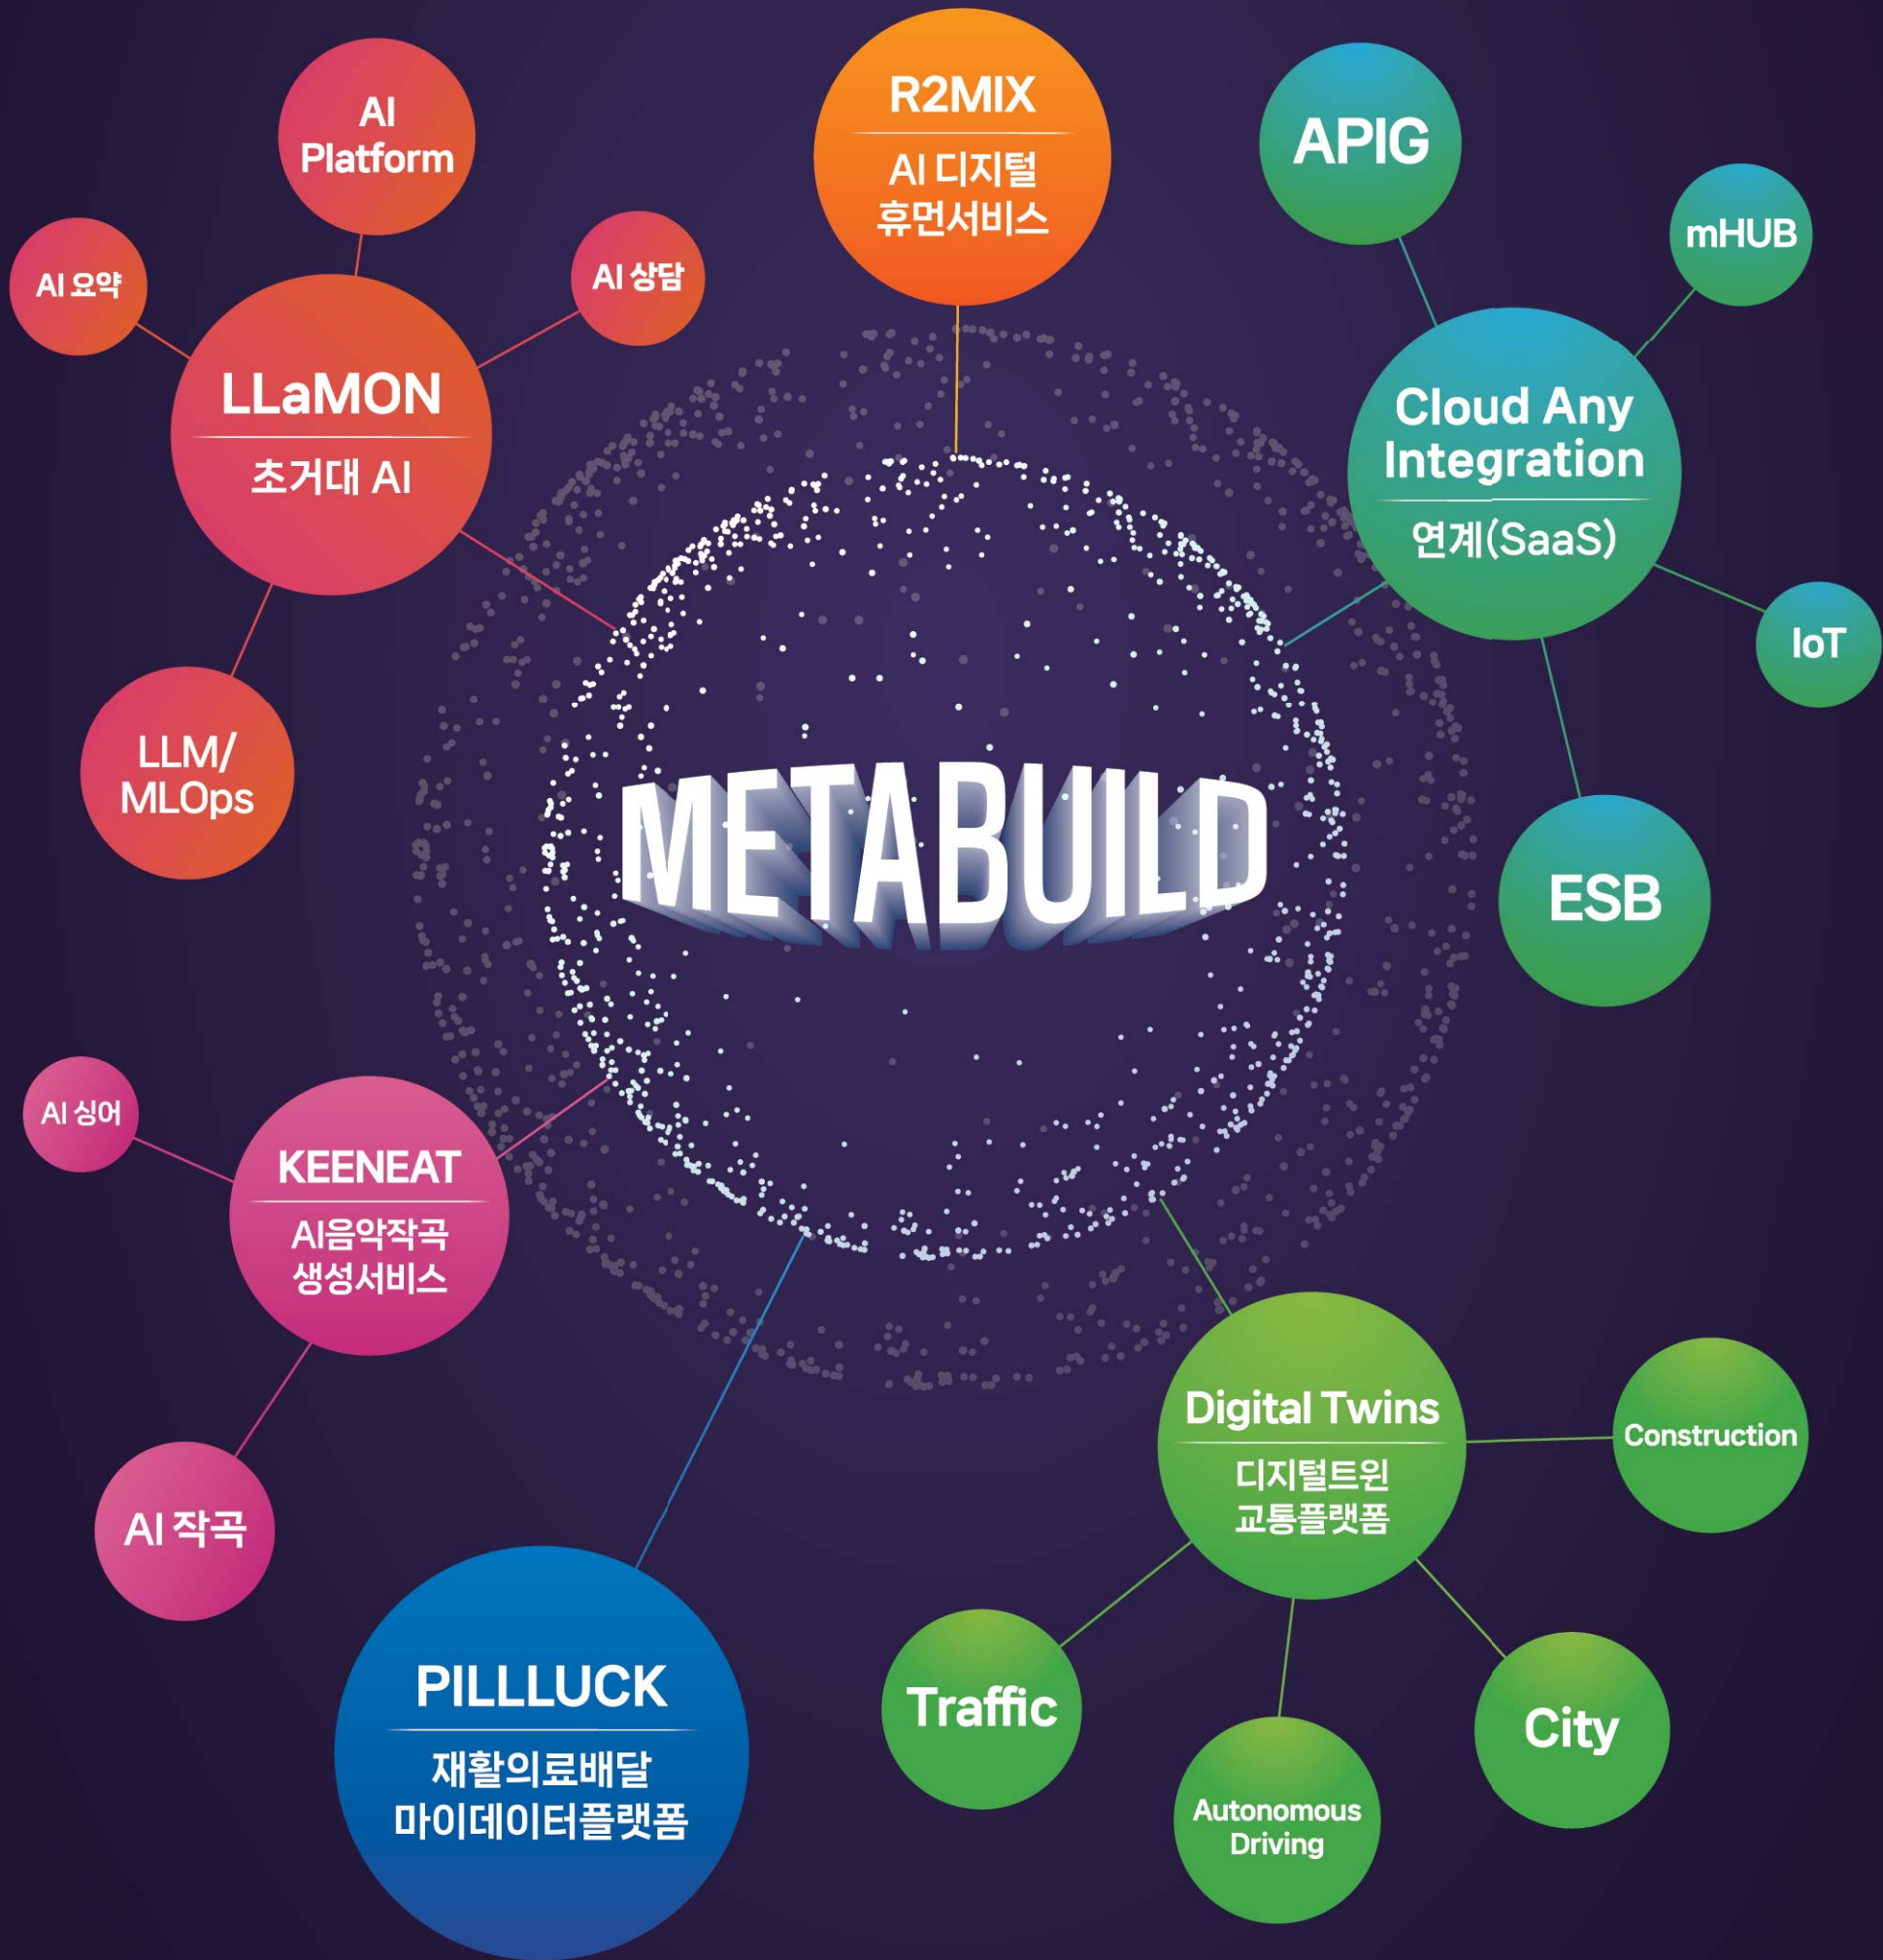 R2MIX
AI 디지털
휴먼서비스
AI
Platform
AI 요약
AI 상담
LLaMON
초거대 AI
LLM/
MLOps
APIG
mHUB
Cloud Any
Integration
연계(SaaS)
IoT
ESB
METABUILD
AI 싱어
KEENEAT
AI음악작곡
생성서비스
AI 작곡
PILLLUCK
재활의료배달
마이데이터플랫폼
Digital Twins
디지털트윈
교통플랫폼
Construction
Traffic
Autonomous
Driving
City